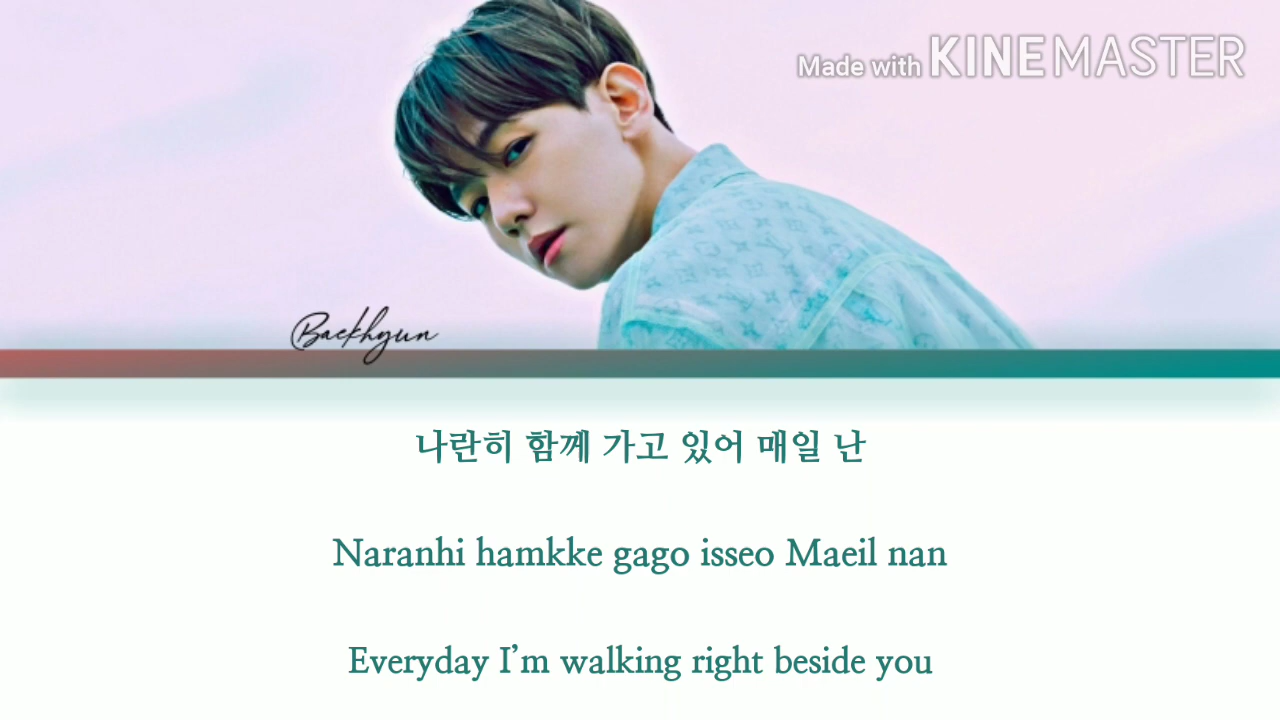 Made with KINEMASTER
Baekhyun
나란히 함께 가고 있어 매일 난
Naranhi hamkke gago isseo Maeil nan
Everyday I’m walking right beside you